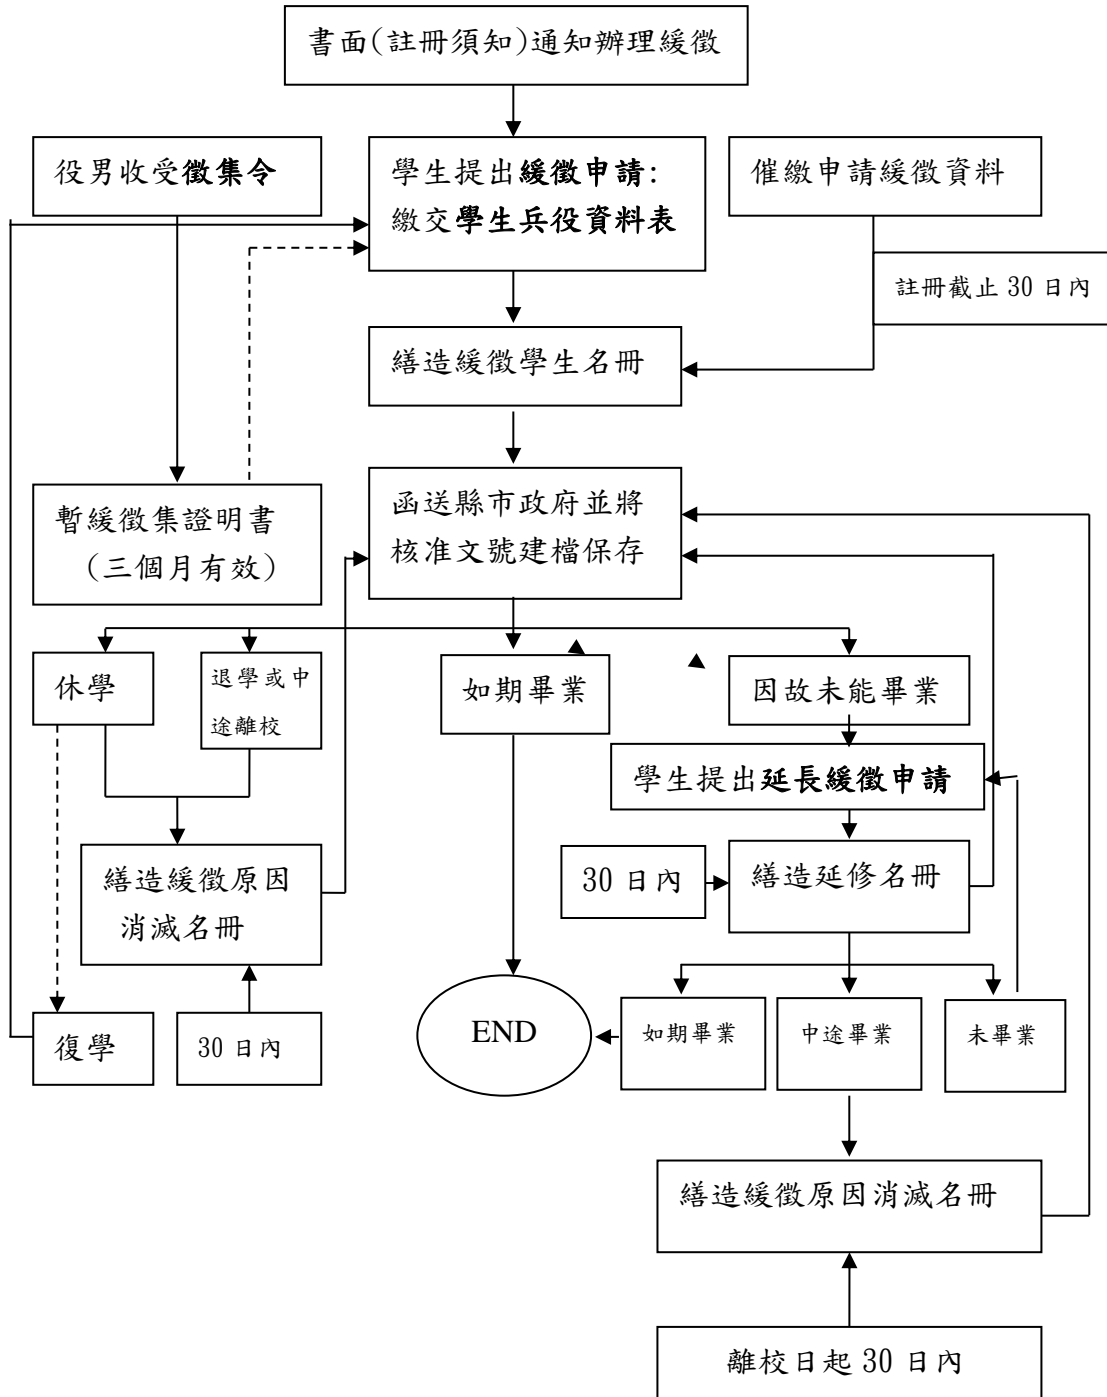 書面(註冊須知)通知辦理緩徵
役男收受徵集令
學生提出緩徵申請:
繳交學生兵役資料表
催繳申請緩徵資料
註冊截止 30 日內
繕造緩徵學生名冊
暫緩徵集證明書
(三個月有效)
函送縣市政府並將
核准文號建檔保存
休學
退學或中
途離校
如期畢業
因故未能畢業
學生提出延長緩徵申請
繕造緩徵原因
消滅名冊
30 日內
繕造延修名冊
復學
30 日內
END
如期畢業
中途畢業
未畢業
繕造緩徵原因消滅名冊
離校日起 30 日內